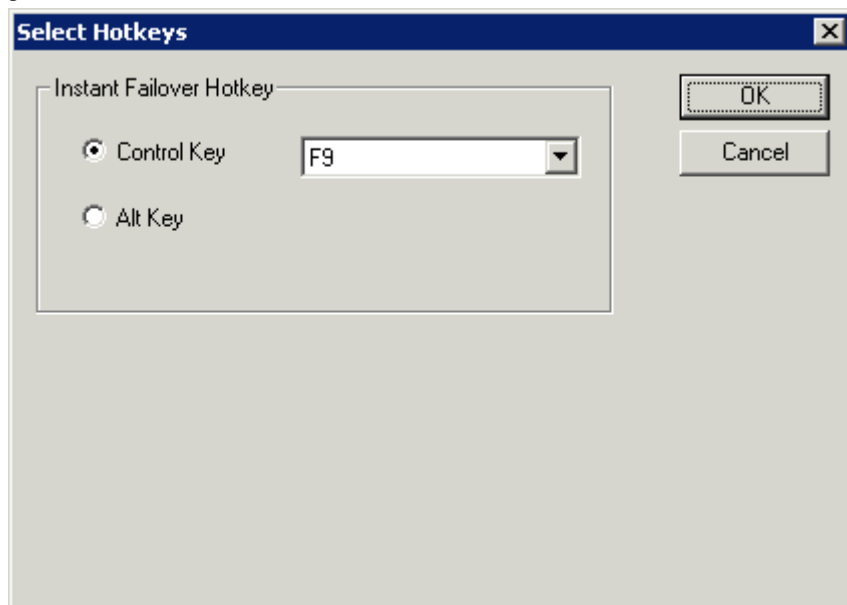 Select Hotkeys
Instant Failover Hotkey
OK
Control Key
F9
Cancel
Alt Key